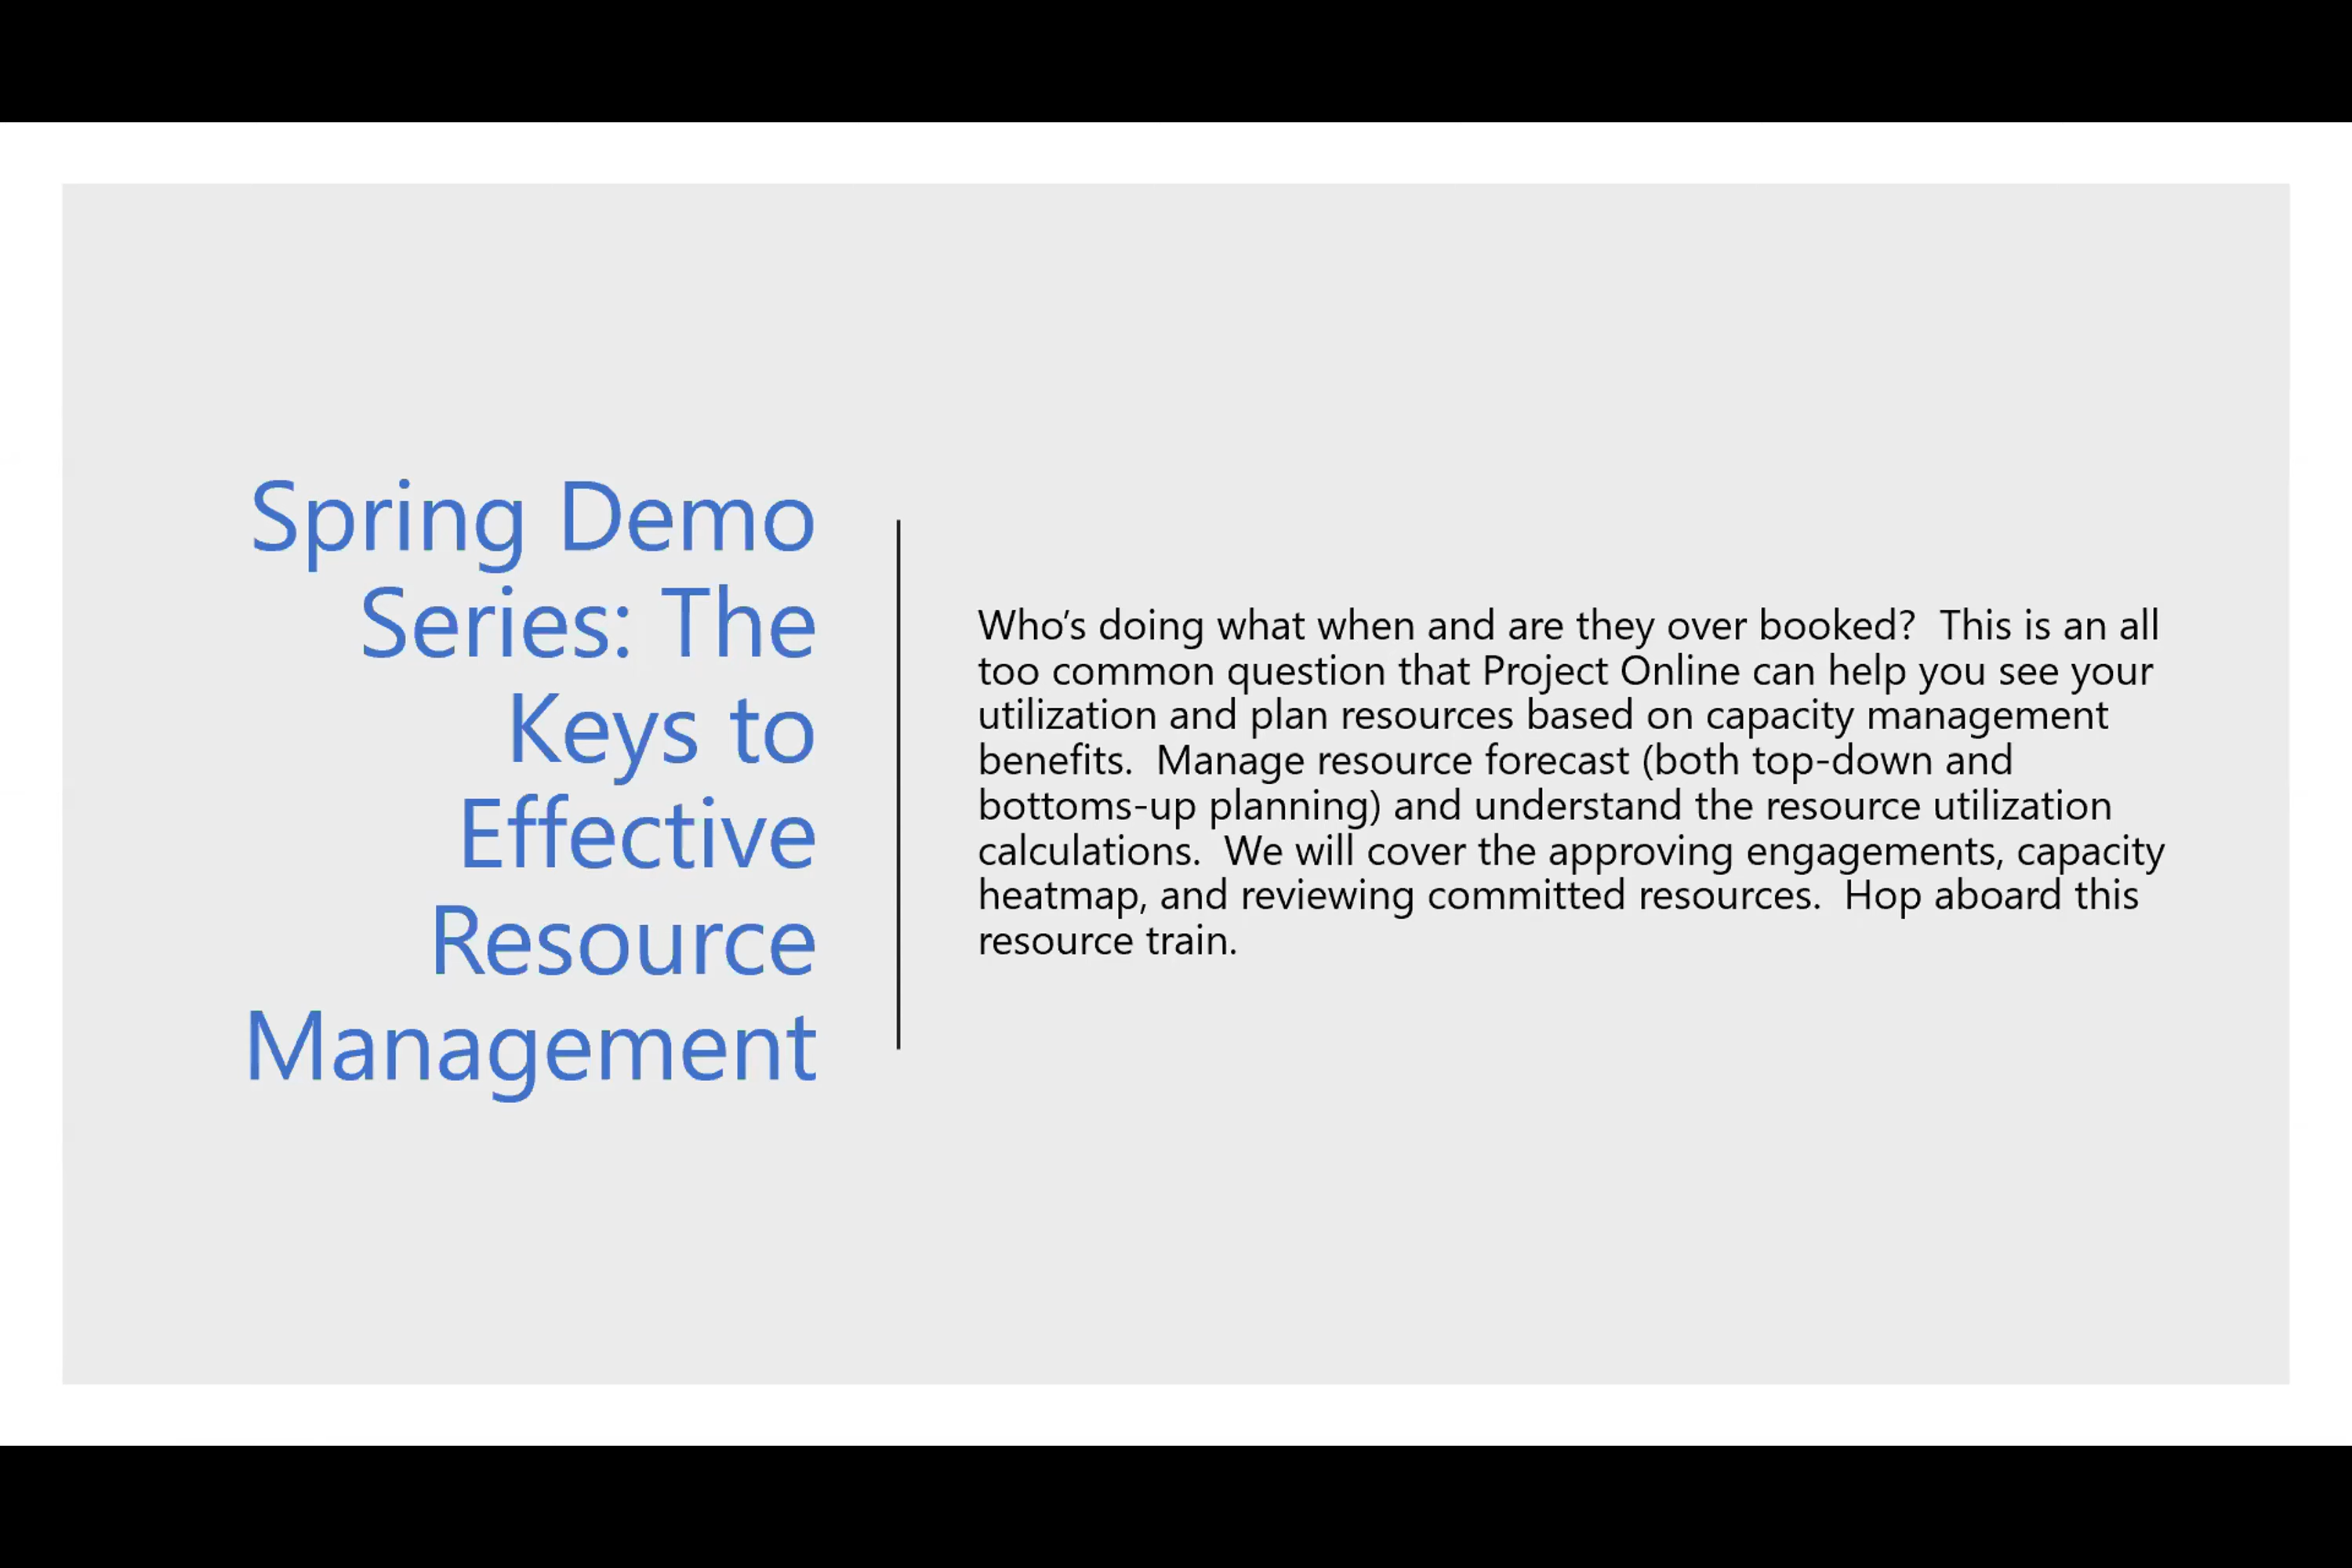 Spring Demo
Series: The
Keys to
Effective
Resource
Management
Who’s doing what when and are they over booked?  This is an all
too common question that Project Online can help you see your
utilization and plan resources based on capacity management
benefits.  Manage resource forecast (both top-down and
bottoms-up planning) and understand the resource utilization
calculations.  We will cover the approving engagements, capacity
heatmap, and reviewing committed resources.  Hop aboard this
resource train.